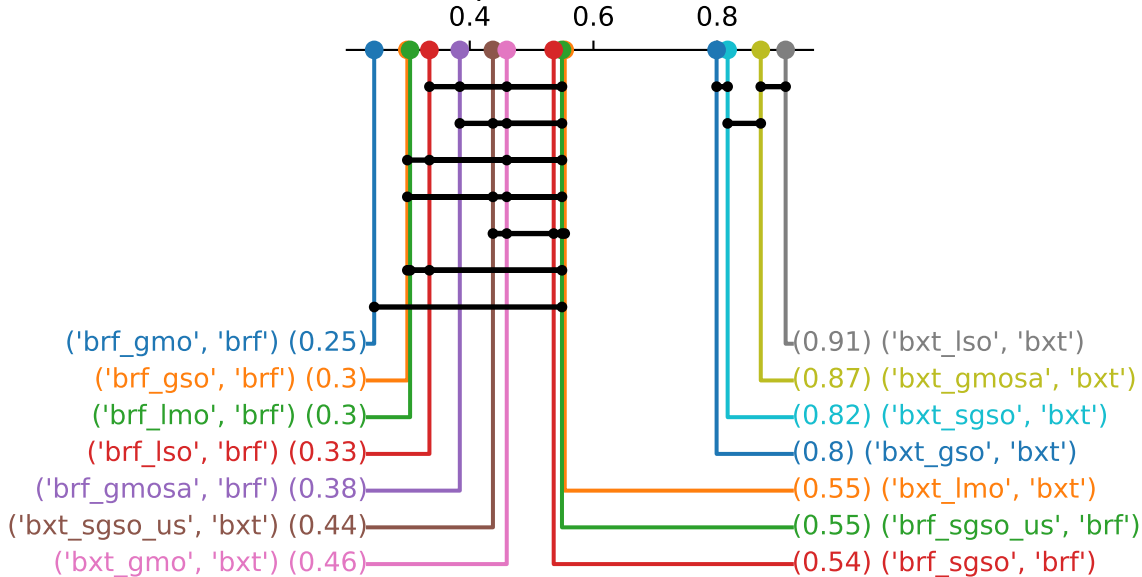 0.4 0.6 0.8
('brf_gmo', 'brf') (0.25) (0.91) ('bxt_lso', 'bxt')
('brf_gso', 'brf') (0.3) (0.87) ('bxt_gmosa', 'bxt')
('brf_lmo', 'brf') (0.3) (0.82) ('bxt_sgso', 'bxt')
('brf_lso', 'brf') (0.33) (0.8) ('bxt_gso', 'bxt')
('brf_gmosa', 'brf') (0.38) (0.55) ('bxt_lmo', 'bxt')
('bxt_sgso_us', 'bxt') (0.44) (0.55) ('brf_sgso_us', 'brf')
('bxt_gmo', 'bxt') (0.46) (0.54) ('brf_sgso', 'brf')